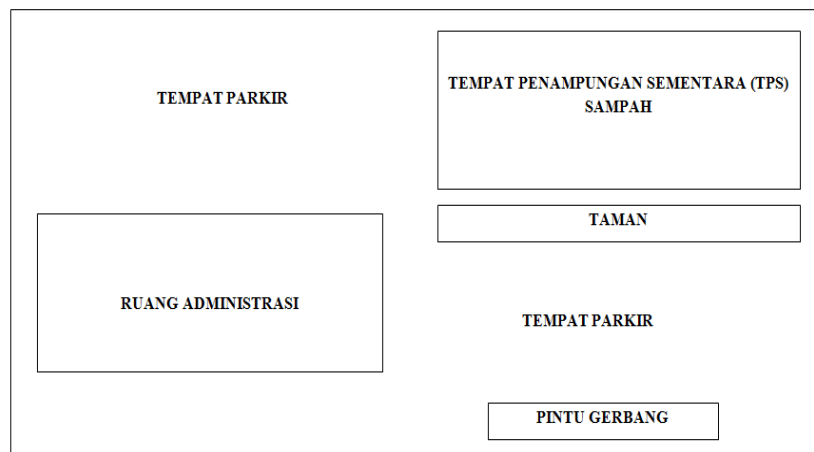 TEMPAT PARKIR
TEMPAT PENAMPUNGAN SEMENTARA (TPS)
SAMPAH
TAMAN
RUANG ADMINISTRASI
TEMPAT PARKIR
PINTU GERBANG